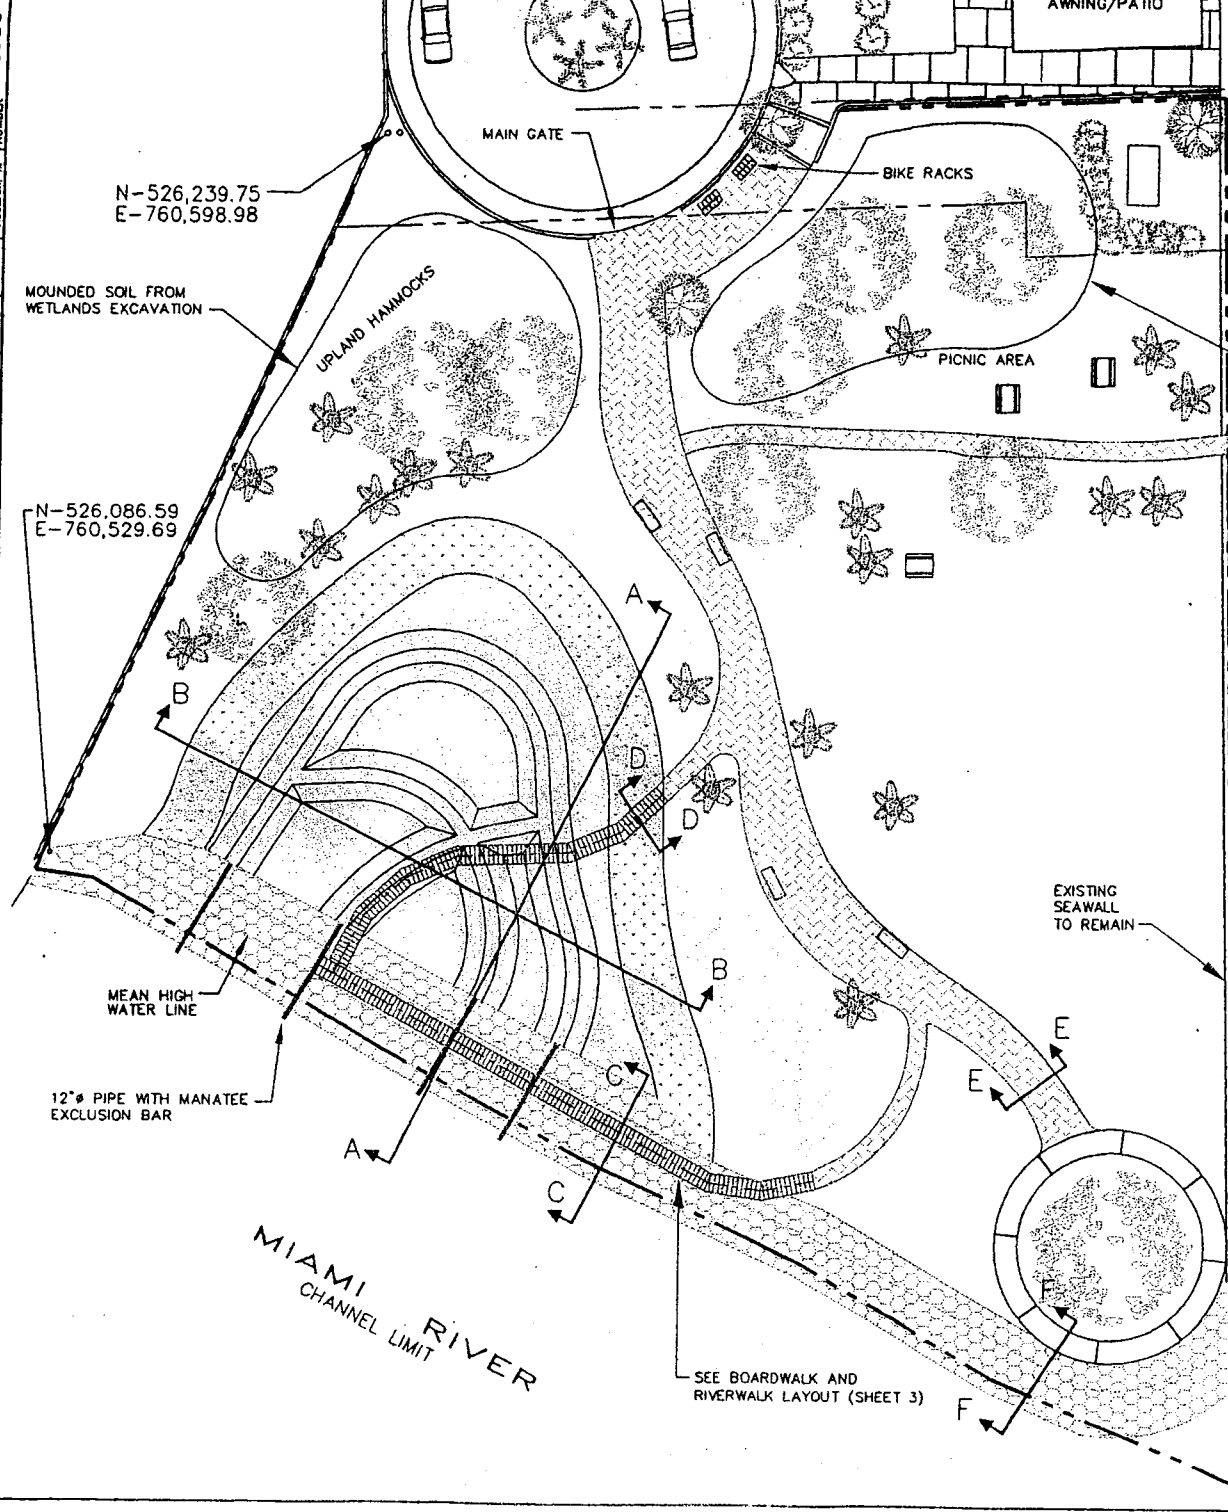 AWNING/PATIO
MAIN GATE
BIKE RACKS
N-526,239.75
E-760,598.98
MOUNDED SOIL FROM
WETLANDS EXCAVATION
UPLAND HAMMOCKS
PICNIC AREA
N-526,086.59
E-760,529.69
A
B
D
D
EXISTING
SEAWALL
TO REMAIN
B
MEAN HIGH
WATER LINE
E
E
C
12"ø PIPE WITH MANATEE
EXCLUSION BAR
A
C
MIAMI RIVER
CHANNEL LIMIT
F
SEE BOARDWALK AND
RIVERWALK LAYOUT (SHEET 3)
F